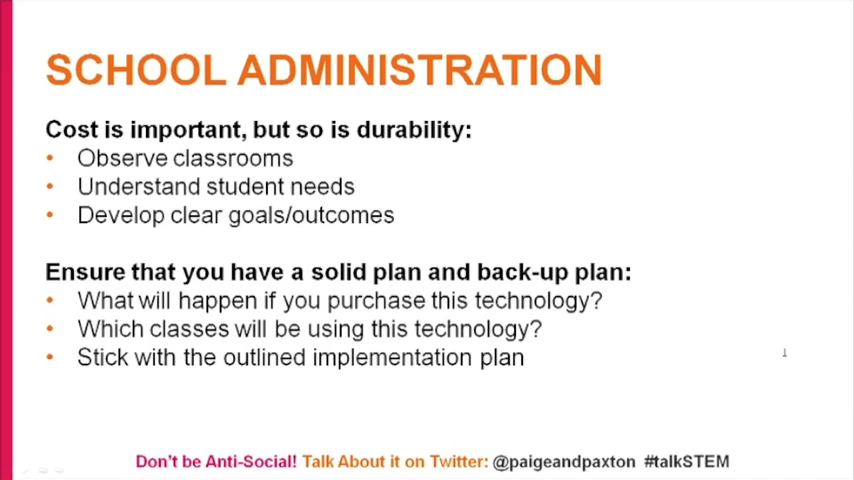 SCHOOL ADMINISTRATION
Cost is important, but so is durability:
• Observe classrooms
• Understand student needs
• Develop clear goals/outcomes
Ensure that you have a solid plan and back-up plan:
• What will happen if you purchase this technology?
• Which classes will be using this technology?
• Stick with the outlined implementation plan
Don't be Anti-Social! Talk About it on Twitter: @paigeandpaxton #talkSTEM